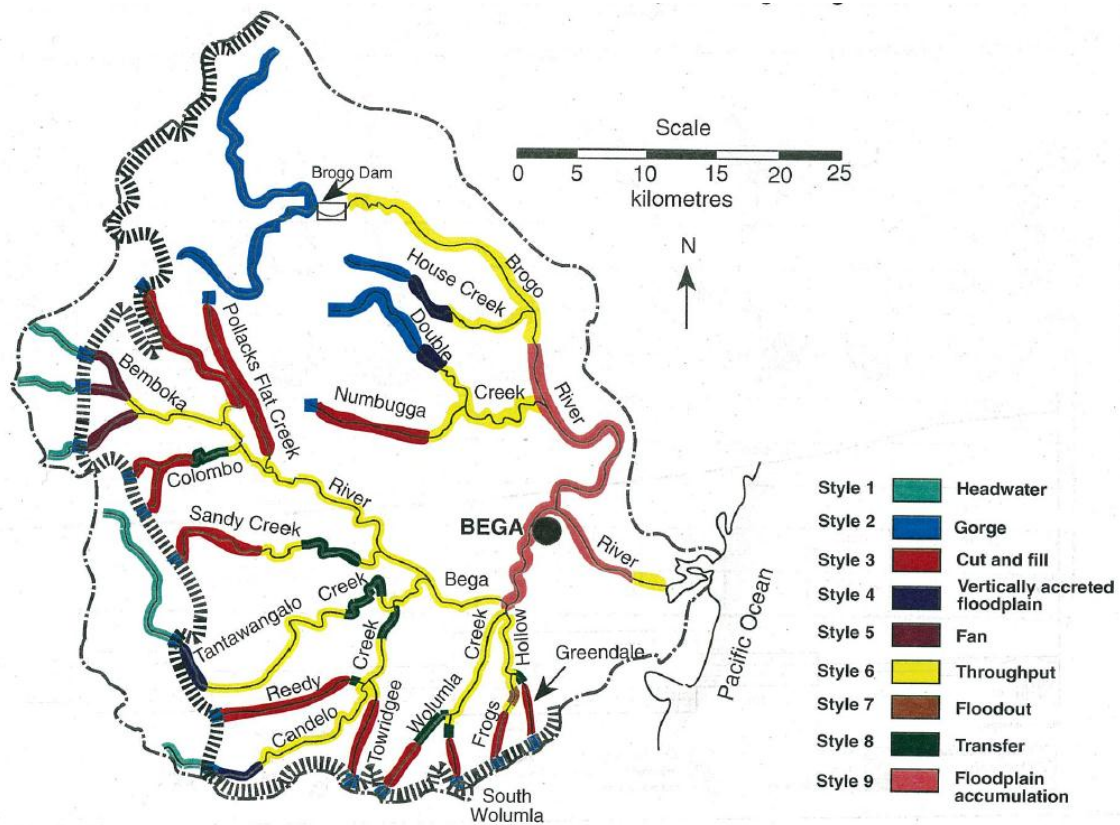 Scale
0 5 10 15 20 25
kilometres
N
Brogo Dam
House Creek
Brogo
River
Double
Creek
Numbugga
Pollacks Flat Creek
Bemboka
River
Colombo
Sandy Creek
Tantawangalo Creek
Bega
BEGA
River
Reedy
Creek
Candelo
Towridgee
Wolumla
Creek
Frogs
Hollow
Greendale
South
Wolumla
Pacific Ocean
Style 1 Headwater
Style 2 Gorge
Style 3 Cut and fill
Style 4 Vertically accreted
floodplain
Style 5 Fan
Style 6 Throughput
Style 7 Floodout
Style 8 Transfer
Style 9 Floodplain
accumulation